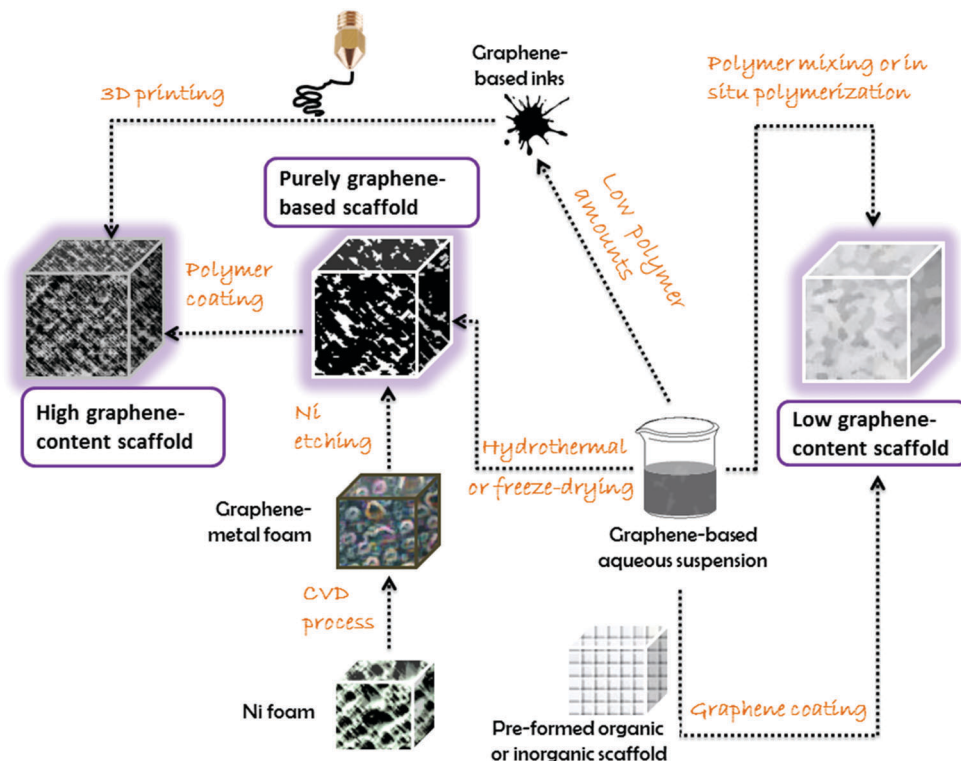 Graphene-
based inks
Polymer mixing or in
situ polymerization
3D printing
Purely graphene-
based scaffold
Low polymer
amounts
Polymer
coating
High graphene-
content scaffold
Ni
etching
Hydrothermal
or freeze-drying
Low graphene-
content scaffold
Graphene-
metal foam
Graphene-based
aqueous suspension
CVD
process
Ni foam
Pre-formed organic
or inorganic scaffold
Graphene coating